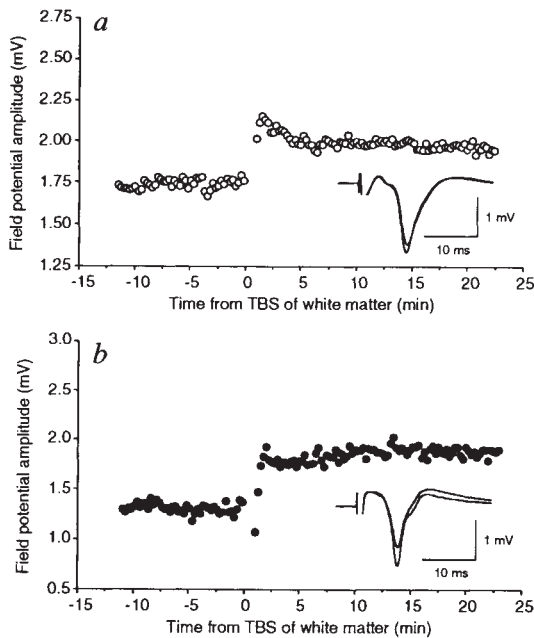 a
2.75
2.50
2.25
2.00
1.75
1.50
1.25
Field potential amplitude (mV)
1 mV
10 ms
-15 -10 -5 0 5 10 15 20 25
Time from TBS of white matter (min)
b
3.0
2.5
2.0
1.5
1.0
0.5
Field potential amplitude (mV)
1 mV
10 ms
-15 -10 -5 0 5 10 15 20 25
Time from TBS of white matter (min)